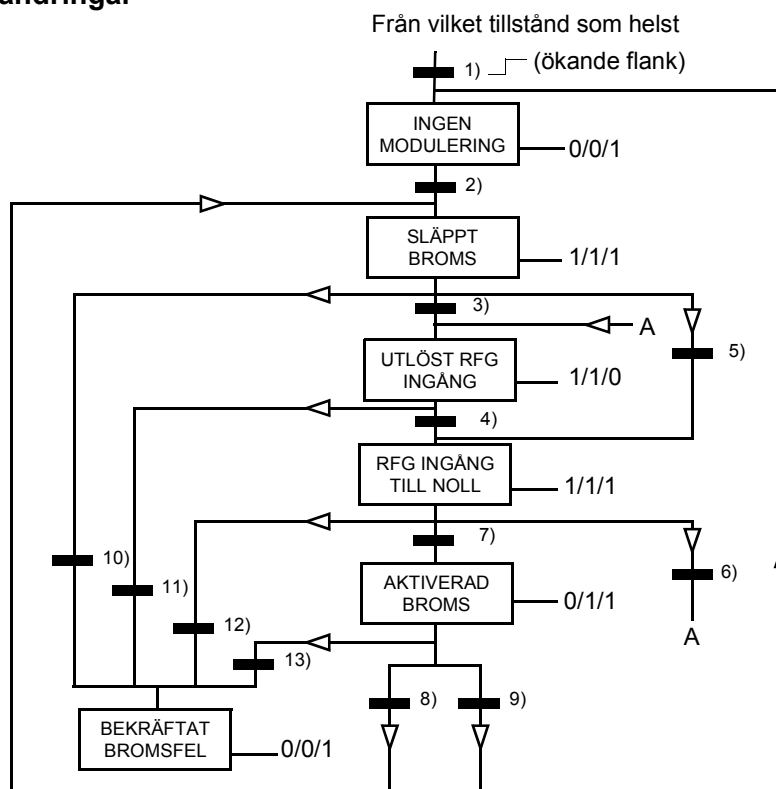 Från vilket tillstånd som helst
1) (ökande flank)
INGEN
MODULERING
0/0/1
2)
SLÄPPT
BROMS
1/1/1
3)
A
5)
UTLÖST RFG
INGÅNG
1/1/0
4)
RFG INGÅNG
TILL NOLL
1/1/1
7)
10)
11)
12)
13)
6)
A
AKTIVERAD
BROMS
0/1/1
8)
9)
BEKRÄFTAT
BROMSFEL
0/0/1